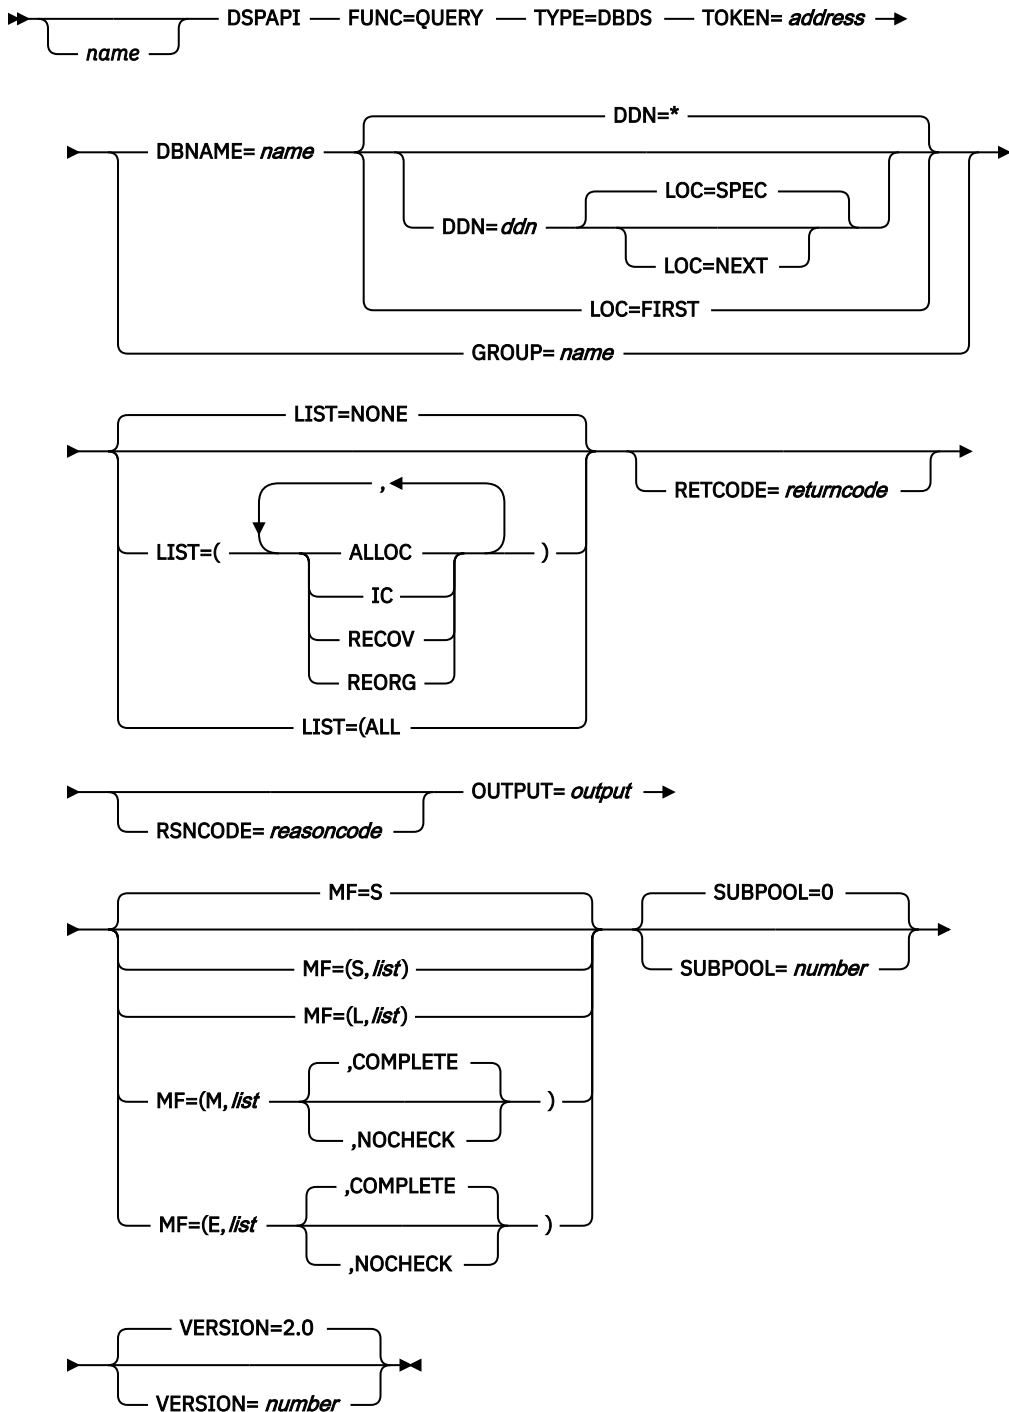 DSPAPI FUNC=QUERY TYPE=DBDS TOKEN= address
name
DDN=*
DBNAME= name
LOC=SPEC
DDN= ddn
LOC=NEXT
LOC=FIRST
GROUP= name
LIST=NONE
RETCODE= returncode
,
LIST=( ALLOC )
IC
RECOV
REORG
LIST=(ALL
OUTPUT= output
RSNCODE= reasoncode
MF=S SUBPOOL=0
MF=(S, list ) SUBPOOL= number
MF=(L, list )
,COMPLETE
MF=(M, list )
,NOCHECK
,COMPLETE
MF=(E, list )
,NOCHECK
VERSION=2.0
VERSION= number